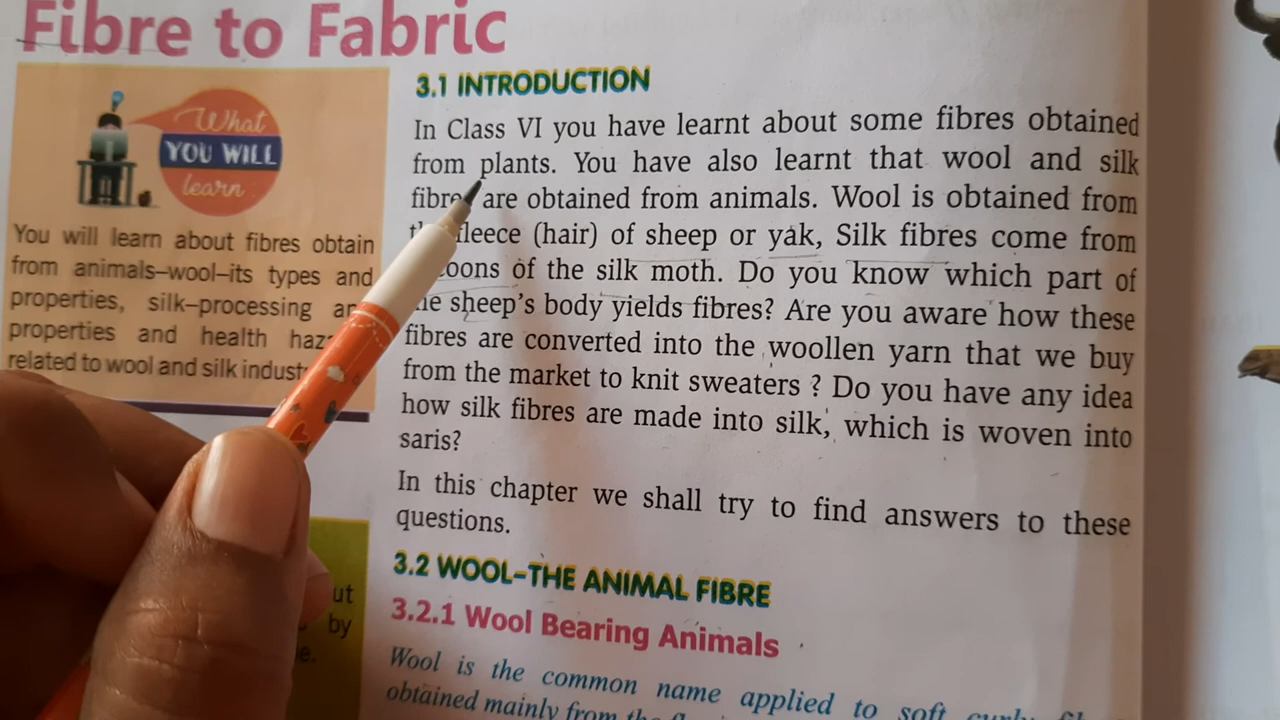 Fibre to Fabric
What
YOU WILL
learn
You will learn about fibres obtain
from animals–wool–its types and
properties, silk–processing
properties and health
related to wool and silk
ut
by
3.1 INTRODUCTION
In Class VI you have learnt about some fibres obtained
from plants. You have also learnt that wool and silk
are obtained from animals. Wool is obtained from
(hair) of sheep or yak, Silk fibres come from
of the silk moth. Do you know which part of
sheep's body yields fibres? Are you aware how these
fibres are converted into the woollen yarn that we buy
from the market to knit sweaters ? Do you have any idea
how silk fibres are made into silk, which is woven into
saris?
In this chapter we shall try to find answers to these
questions.
3.2 WOOL–THE ANIMAL FIBRE
3.2.1 Wool Bearing Animals
Wool is the common name applied to soft curly
obtained mainly from the